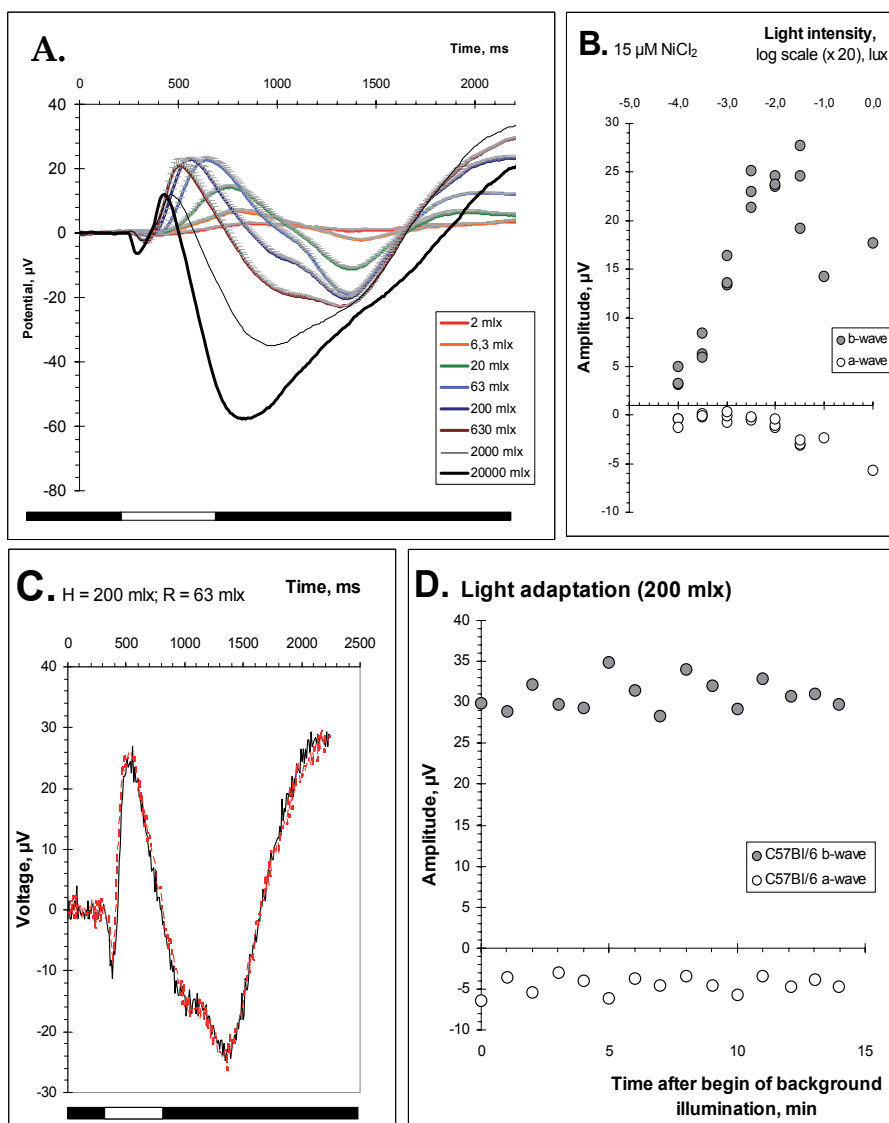 A.
Time, ms
0 500 1000 1500 2000
40
20
0
-20
-40
-60
-80
Potential, µV
2 mlx
6,3 mlx
20 mlx
63 mlx
200 mlx
630 mlx
2000 mlx
20000 mlx
B. 15 µM NiCl₂
Light intensity,
log scale (x 20), lux
-5,0 -4,0 -3,0 -2,0 -1,0 0,0
30
25
20
15
10
5
0
-5
-10
Amplitude, µV
b-wave
a-wave
C. H = 200 mlx; R = 63 mlx
Time, ms
0 500 1000 1500 2000 2500
40
30
20
10
0
-10
-20
-30
Voltage, µV
D. Light adaptation (200 mlx)
40
35
30
25
20
15
10
5
0
-5
-10
Amplitude, µV
C57Bl/6 b-wave
C57Bl/6 a-wave
0 5 10 15
Time after begin of background
illumination, min